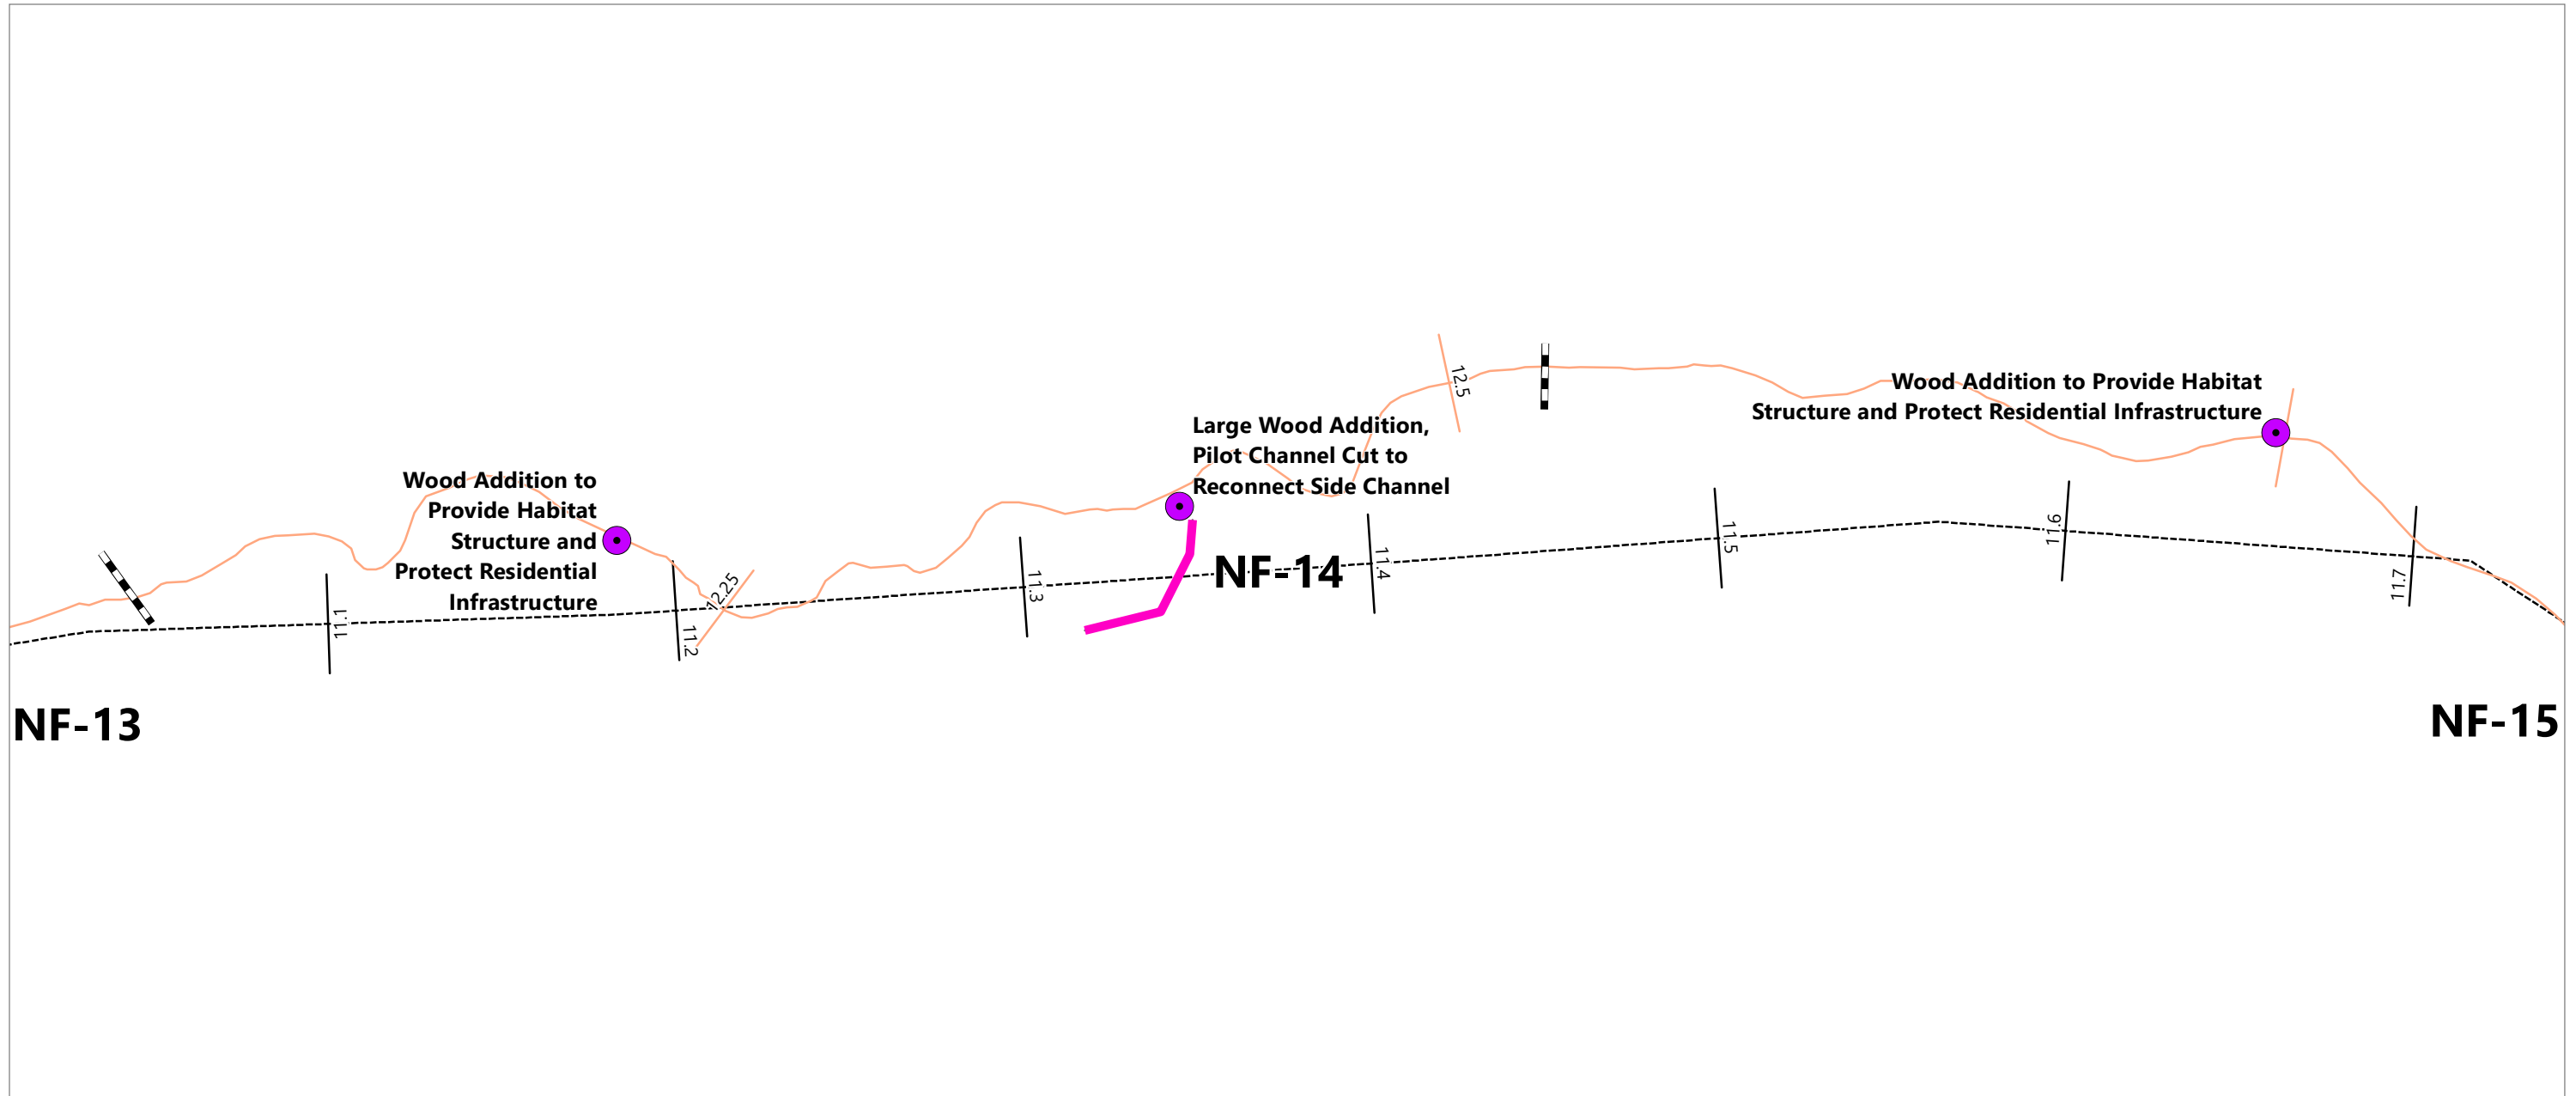 12.5
Wood Addition to Provide Habitat
Structure and Protect Residential Infrastructure
Large Wood Addition,
Pilot Channel Cut to
Reconnect Side Channel
Wood Addition to
Provide Habitat
Structure and
Protect Residential
Infrastructure
11.1
11.2
12.25
11.3
NF-14
11.4
11.5
11.6
11.7
NF-13
NF-15